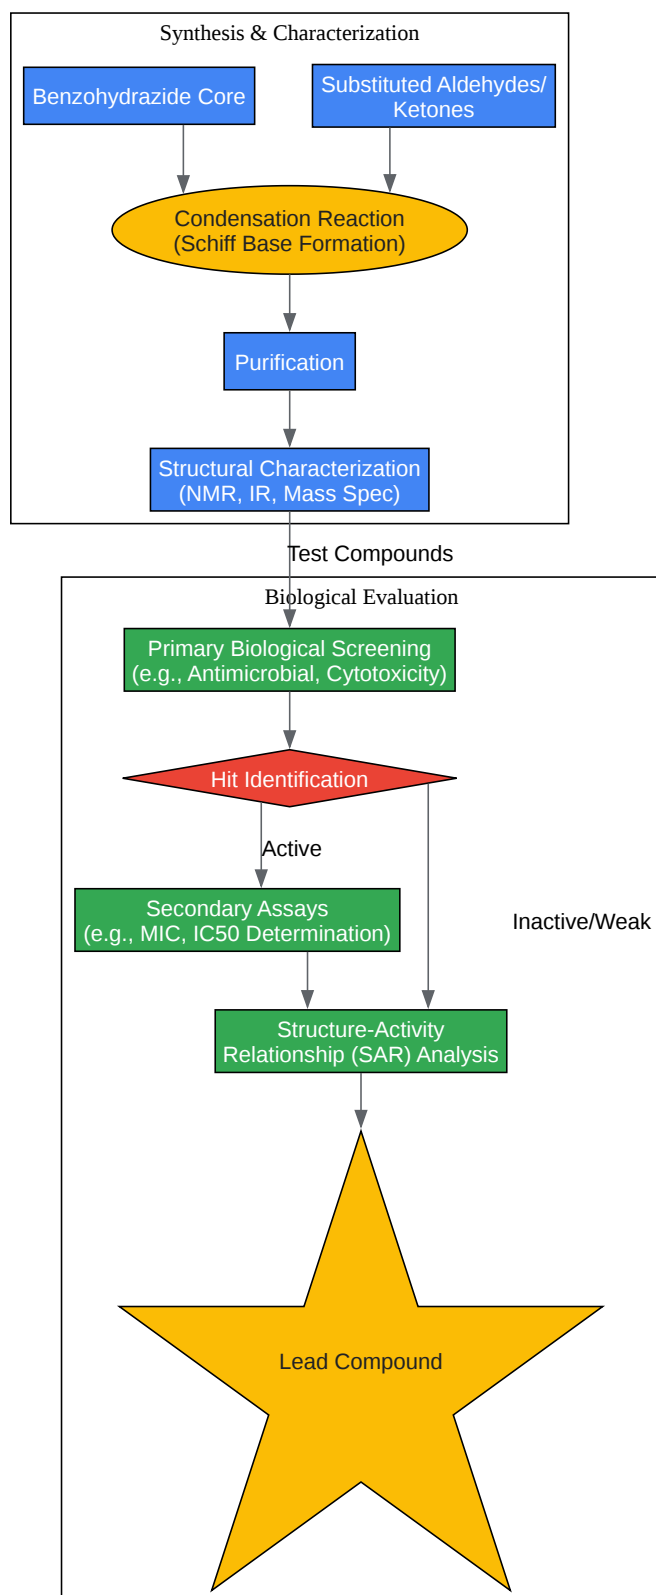 Synthesis & Characterization
Benzohydrazide Core
Substituted Aldehydes/
Ketones
Condensation Reaction
(Schiff Base Formation)
Purification
Structural Characterization
(NMR, IR, Mass Spec)
Test Compounds
Biological Evaluation
Primary Biological Screening
(e.g., Antimicrobial, Cytotoxicity)
Hit Identification
Active
Secondary Assays
(e.g., MIC, IC50 Determination)
Inactive/Weak
Structure-Activity
Relationship (SAR) Analysis
Lead Compound